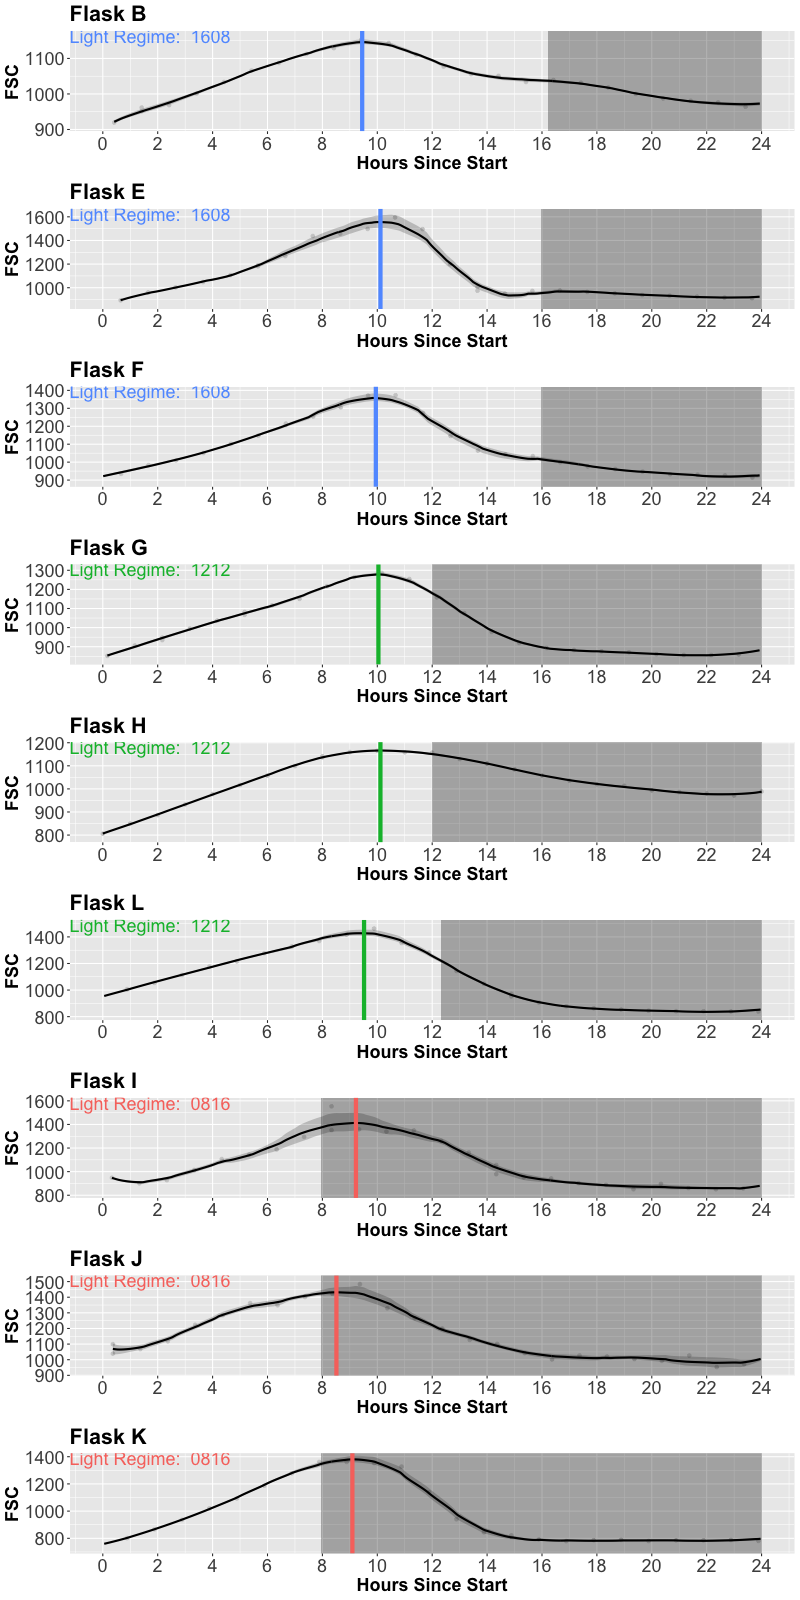 Flask B
Light Regime: 1608
1100
1000
900
FSC
0 2 4 6 8 10 12 14 16 18 20 22 24
Hours Since Start
Flask E
Light Regime: 1608
1600
1400
1200
1000
FSC
0 2 4 6 8 10 12 14 16 18 20 22 24
Hours Since Start
Flask F
Light Regime: 1608
1400
1300
1200
1100
1000
900
FSC
0 2 4 6 8 10 12 14 16 18 20 22 24
Hours Since Start
Flask G
Light Regime: 1212
1300
1200
1100
1000
900
FSC
0 2 4 6 8 10 12 14 16 18 20 22 24
Hours Since Start
Flask H
Light Regime: 1212
1200
1100
1000
900
800
FSC
0 2 4 6 8 10 12 14 16 18 20 22 24
Hours Since Start
Flask L
Light Regime: 1212
1400
1200
1000
800
FSC
0 2 4 6 8 10 12 14 16 18 20 22 24
Hours Since Start
Flask I
Light Regime: 0816
1600
1400
1200
1000
800
FSC
0 2 4 6 8 10 12 14 16 18 20 22 24
Hours Since Start
Flask J
Light Regime: 0816
1500
1400
1300
1200
1100
1000
900
FSC
0 2 4 6 8 10 12 14 16 18 20 22 24
Hours Since Start
Flask K
Light Regime: 0816
1400
1200
1000
800
FSC
0 2 4 6 8 10 12 14 16 18 20 22 24
Hours Since Start